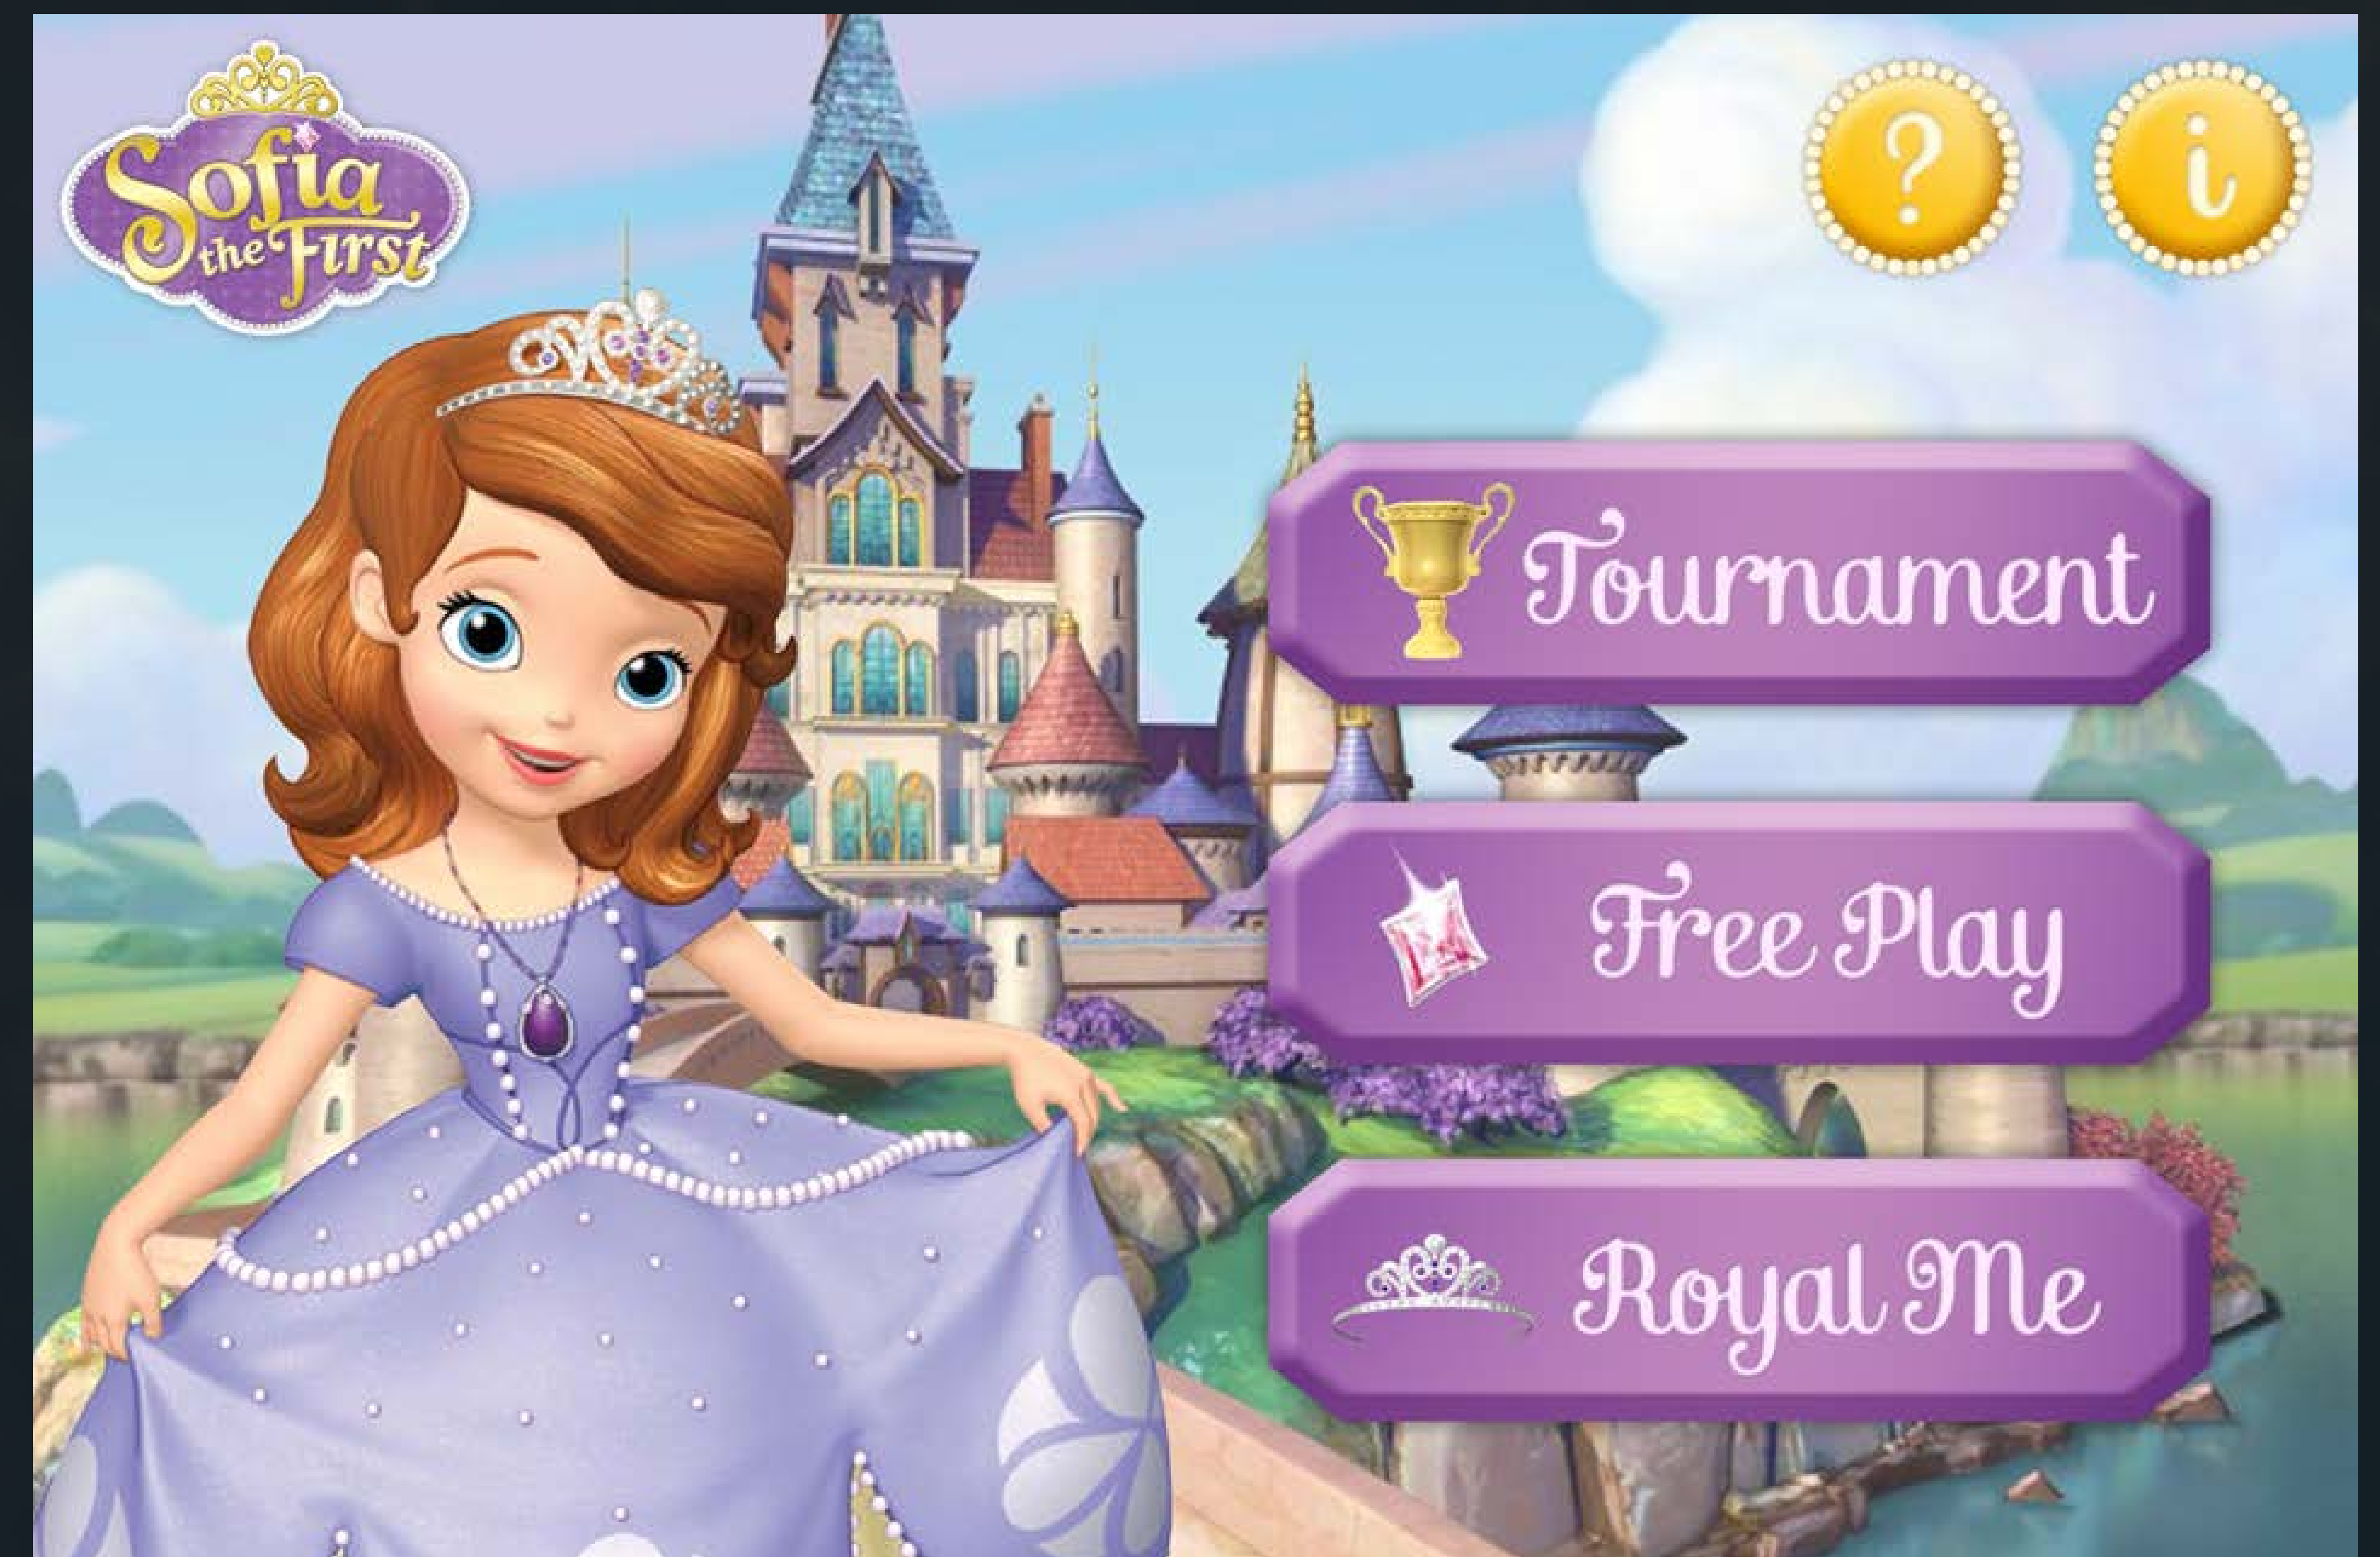 Sofia
the First
?
i
Tournament
Free Play
Royal Me